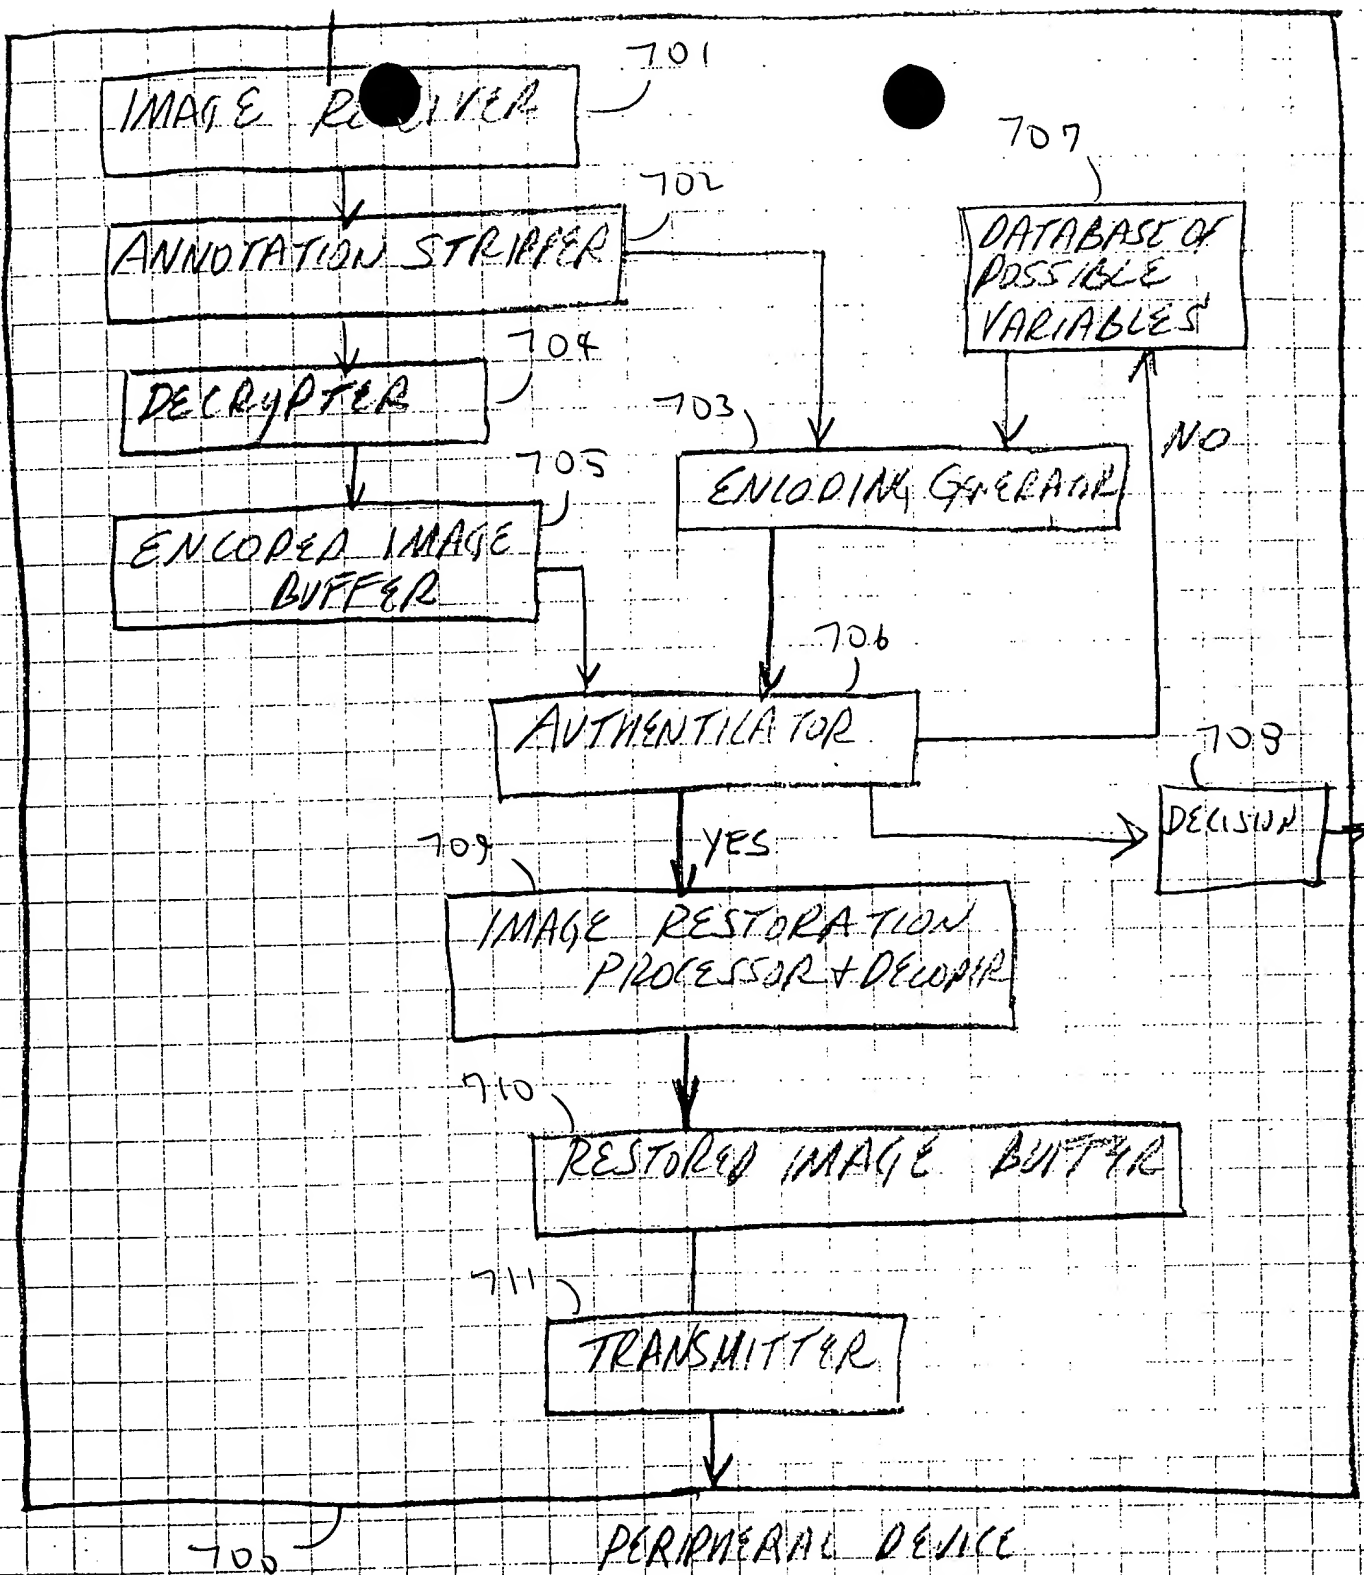 701
IMAGE RECEIVER
707
702
ANNOTATION STRIPPER
DATABASE OF
POSSIBLE
VARIABLES
704
DECRYPTER
703
NO
705
ENCODING GENERATOR
ENCODED IMAGE
BUFFER
706
AUTHENTICATOR
708
DECISION
709
YES
IMAGE RESTORATION
PROCESSOR + DECODER
710
RESTORED IMAGE BUFFER
711
TRANSMITTER
700
PERIPHERAL DEVICE